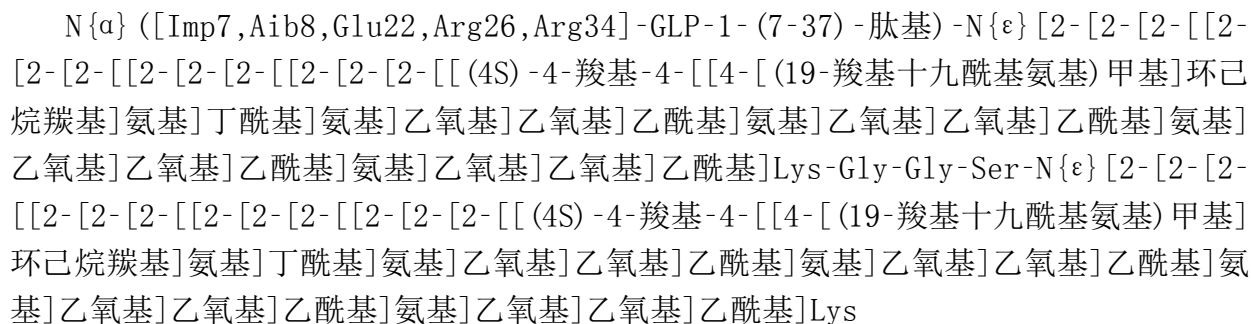 N{α}([Imp7,Aib8,Glu22,Arg26,Arg34]-GLP-1-(7-37)-肽基)-N{ε}[2-[2-[2-[[2-
[2-[2-[[2-[2-[2-[[2-[2-[2-[[(4S)-4-羧基-4-[[4-[(19-羧基十九酰基氨基)甲基]环己
烷羰基]氨基]丁酰基]氨基]乙氧基]乙氧基]乙酰基]氨基]乙氧基]乙氧基]乙酰基]氨基]
乙氧基]乙氧基]乙酰基]氨基]乙氧基]乙氧基]乙酰基]Lys-Gly-Gly-Ser-N{ε}[2-[2-[2-
[[2-[2-[2-[[2-[2-[2-[[2-[2-[2-[[(4S)-4-羧基-4-[[4-[(19-羧基十九酰基氨基)甲基]
环己烷羰基]氨基]丁酰基]氨基]乙氧基]乙氧基]乙酰基]氨基]乙氧基]乙氧基]乙酰基]氨
基]乙氧基]乙氧基]乙酰基]氨基]乙氧基]乙氧基]乙酰基]Lys